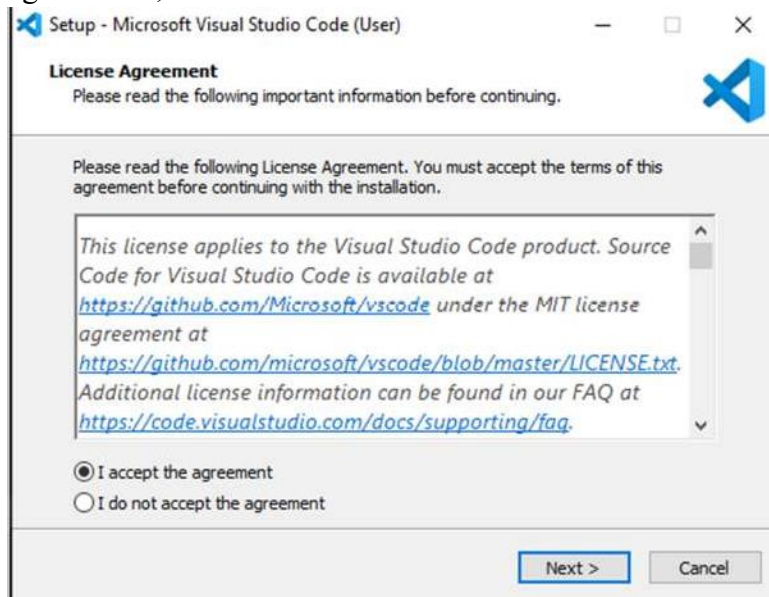 Setup - Microsoft Visual Studio Code (User)
License Agreement
Please read the following important information before continuing.
Please read the following License Agreement. You must accept the terms of this
agreement before continuing with the installation.
This license applies to the Visual Studio Code product. Source
Code for Visual Studio Code is available at
https://github.com/Microsoft/vscode under the MIT license
agreement at
https://github.com/microsoft/vscode/blob/master/LICENSE.txt.
Additional license information can be found in our FAQ at
https://code.visualstudio.com/docs/supporting/faq.
I accept the agreement
I do not accept the agreement
Next >
Cancel